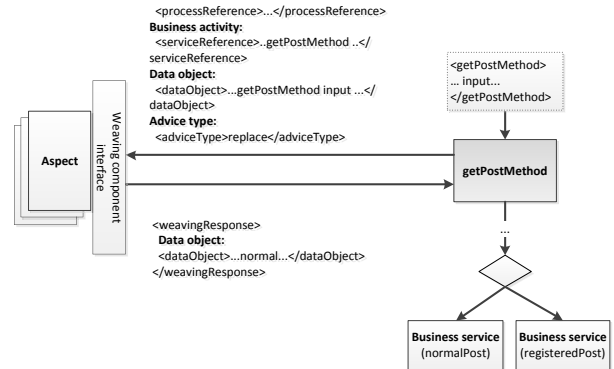 <processReference>...</processReference>
Business activity:
<serviceReference>..getPostMethod ..</
serviceReference>
Data object:
<dataObject>...getPostMethod input ...</
dataObject>
Advice type:
<adviceType>replace</adviceType>
<getPostMethod>
... input...
</getPostMethod>
Aspect
Weaving component
interface
getPostMethod
<weavingResponse>
Data object:
<dataObject>...normal...</dataObject>
</weavingResponse>
...
Business service
(normalPost)
Business service
(registeredPost)